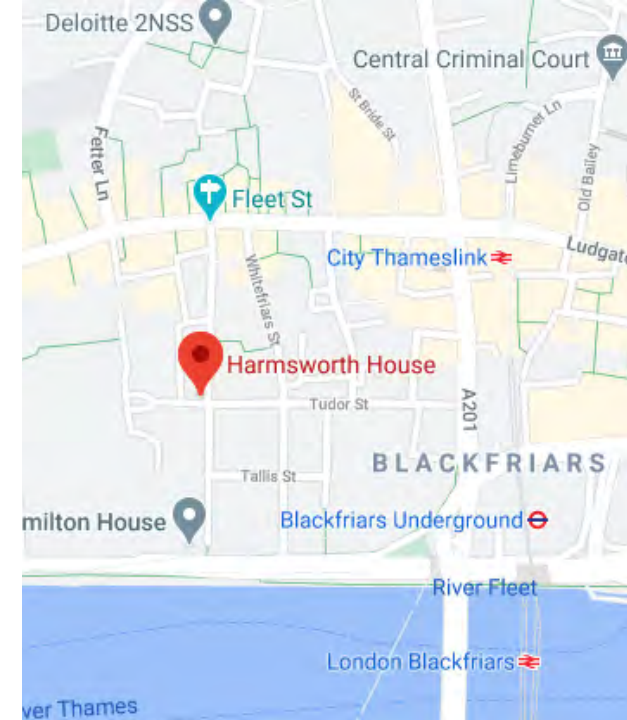 Deloitte 2NSS
Central Criminal Court
St Bride St
Limeburner Ln
Fetter Ln
Old Bailey
Fleet St
Ludgat
City Thameslink
Whitefriars St
Harmsworth House
Tudor St
A201
BLACKFRIARS
Tallis St
milton House
Blackfriars Underground
River Fleet
London Blackfriars
ver Thames